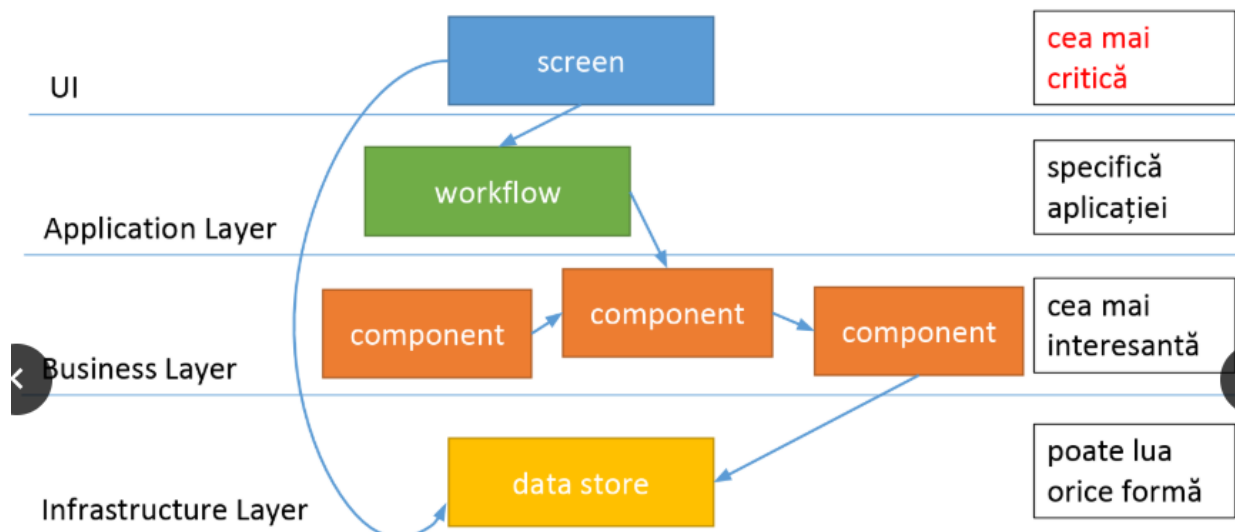 screen
cea mai
critică
UI
workflow
specifică
aplicației
Application Layer
component
component
component
cea mai
interesantă
Business Layer
data store
poate lua
orice formă
Infrastructure Layer